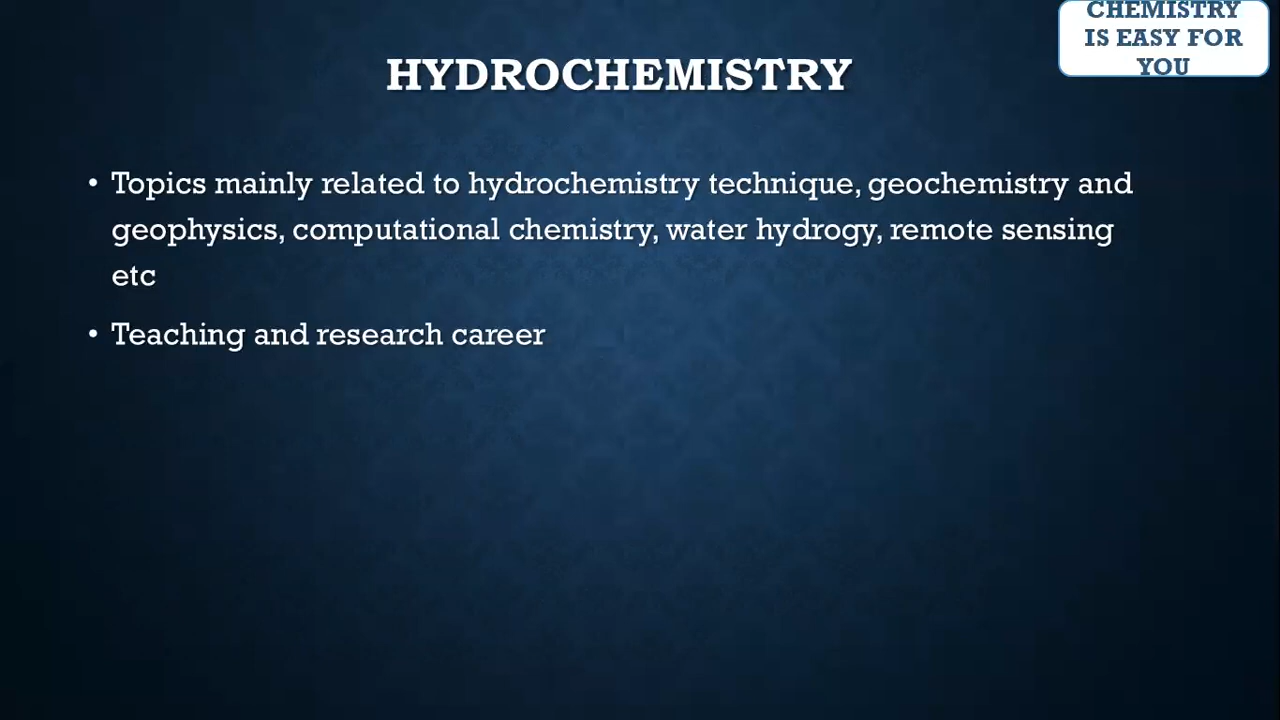 CHEMISTRY
IS EASY FOR
YOU
HYDROCHEMISTRY
• Topics mainly related to hydrochemistry technique, geochemistry and
geophysics, computational chemistry, water hydrogy, remote sensing
etc
• Teaching and research career